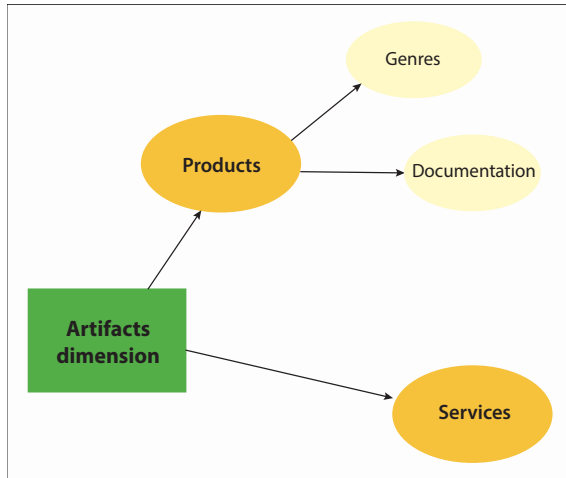 Genres
Products
Documentation
Artifacts
dimension
Services